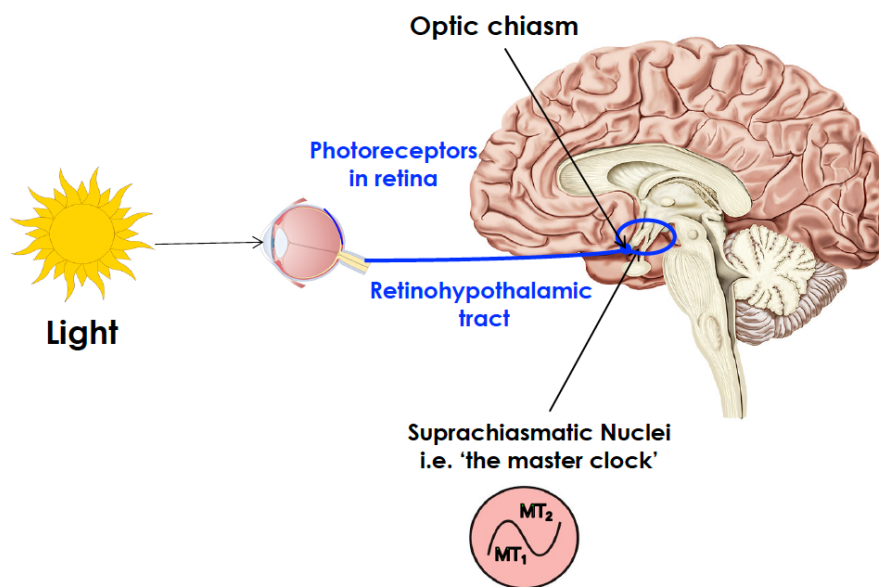 Optic chiasm
Photoreceptors
in retina
Light
Retinohypothalamic
tract
Suprachiasmatic Nuclei
i.e. ‘the master clock’
MT₂
MT₁